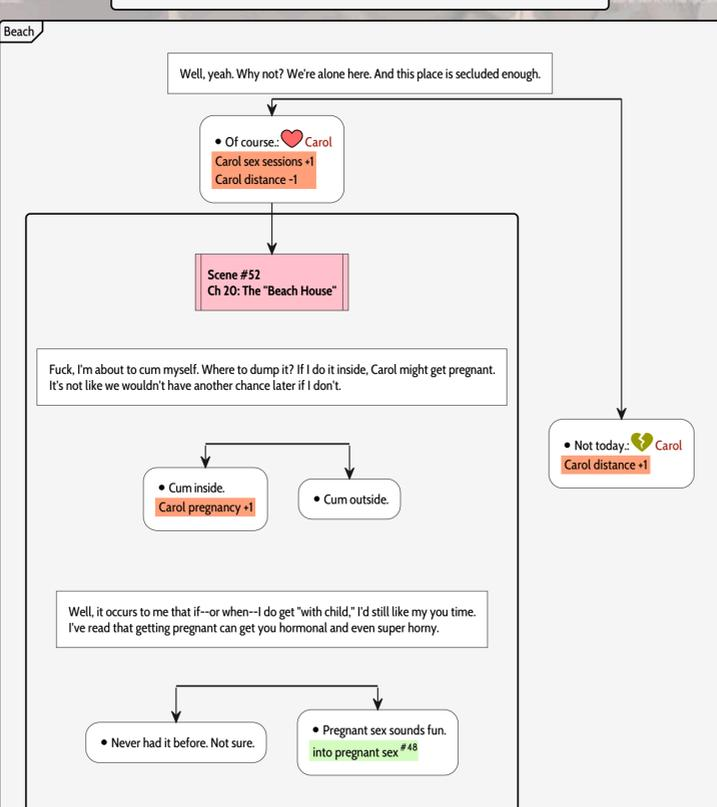 Beach
Well, yeah. Why not? We're alone here. And this place is secluded enough.
• Of course.: Carol
Carol sex sessions +1
Carol distance -1
Scene #52
Ch 20: The "Beach House"
Fuck, I'm about to cum myself. Where to dump it? If I do it inside, Carol might get pregnant.
It's not like we wouldn't have another chance later if I don't.
• Not today.: Carol
Carol distance +1
• Cum inside.
Carol pregnancy +1
• Cum outside.
Well, it occurs to me that if--or when--I do get "with child," I'd still like my you time.
I've read that getting pregnant can get you hormonal and even super horny.
• Never had it before. Not sure.
• Pregnant sex sounds fun.
into pregnant sex #48